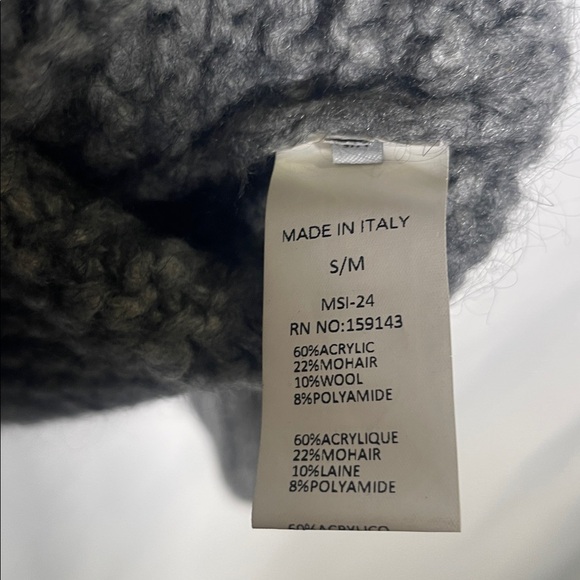 MADE IN ITALY
S/M
MSI-24
RN NO:159143
60%ACRYLIC
22%MOHAIR
10%WOOL
8%POLYAMIDE
60%ACRYLIQUE
22%MOHAIR
10%LAINE
8%POLYAMIDE